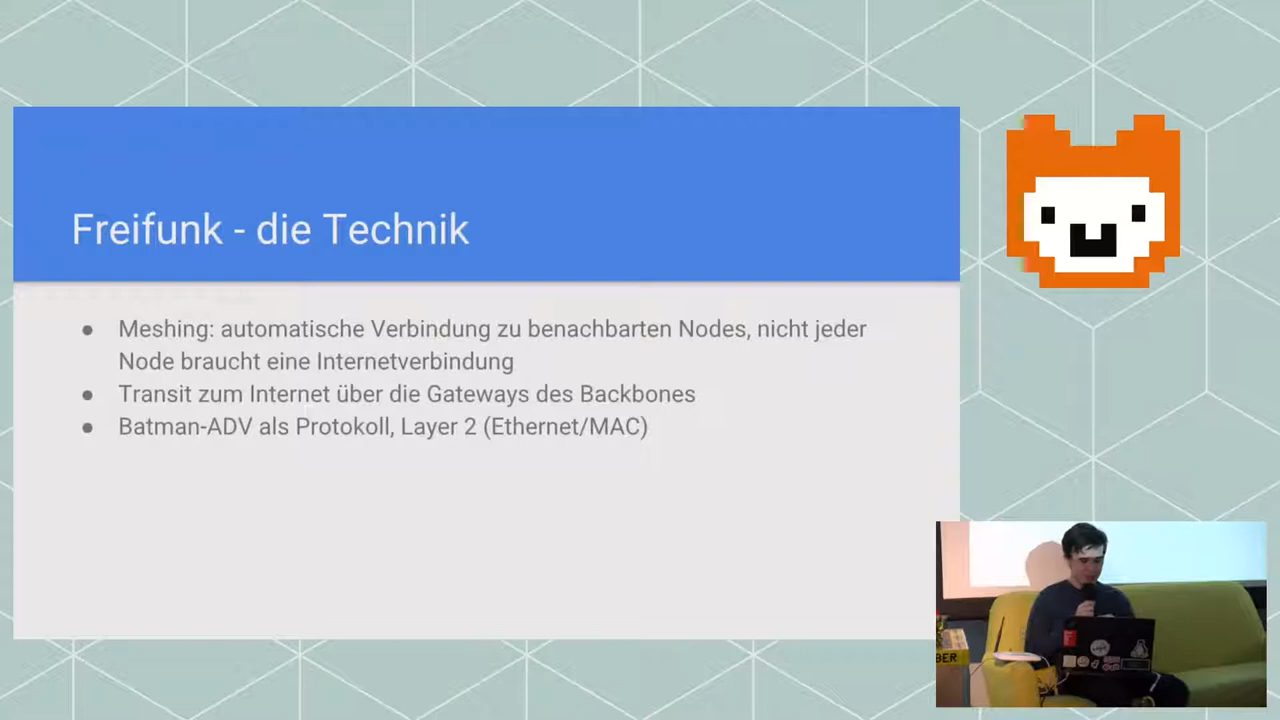 Freifunk - die Technik
● Meshing: automatische Verbindung zu benachbarten Nodes, nicht jeder
Node braucht eine Internetverbindung
● Transit zum Internet über die Gateways des Backbones
● Batman-ADV als Protokoll, Layer 2 (Ethernet/MAC)
BER